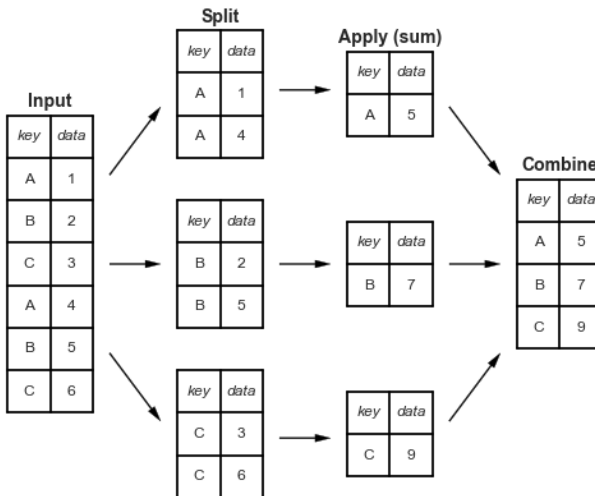 Input
key data
A 1
B 2
C 3
A 4
B 5
C 6
Split
key data
A 1
A 4
key data
B 2
B 5
key data
C 3
C 6
Apply (sum)
key data
A 5
key data
B 7
key data
C 9
Combine
key data
A 5
B 7
C 9